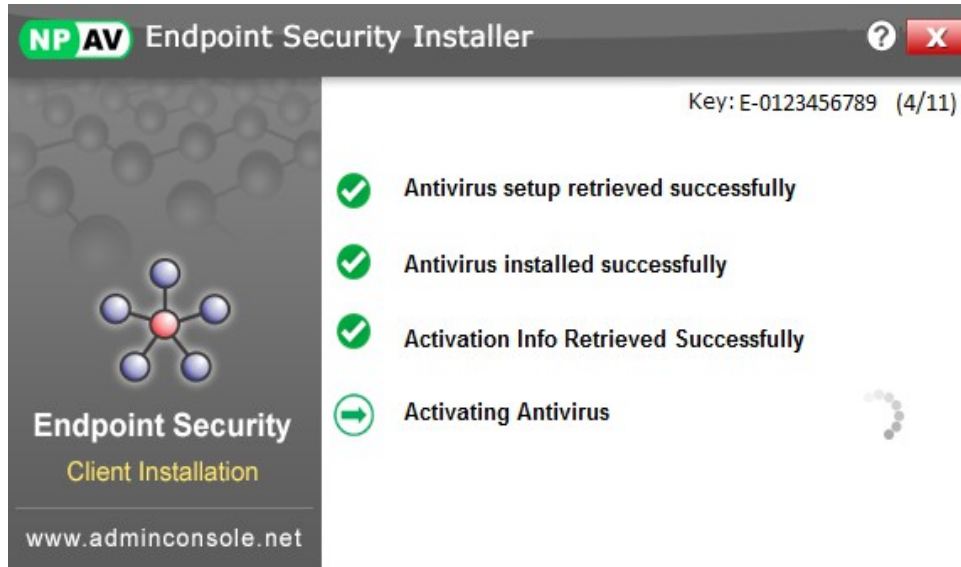 NP AV Endpoint Security Installer ? X
Key: E-0123456789 (4/11)
Antivirus setup retrieved successfully
Antivirus installed successfully
Activation Info Retrieved Successfully
Activating Antivirus
Endpoint Security
Client Installation
www.adminconsole.net